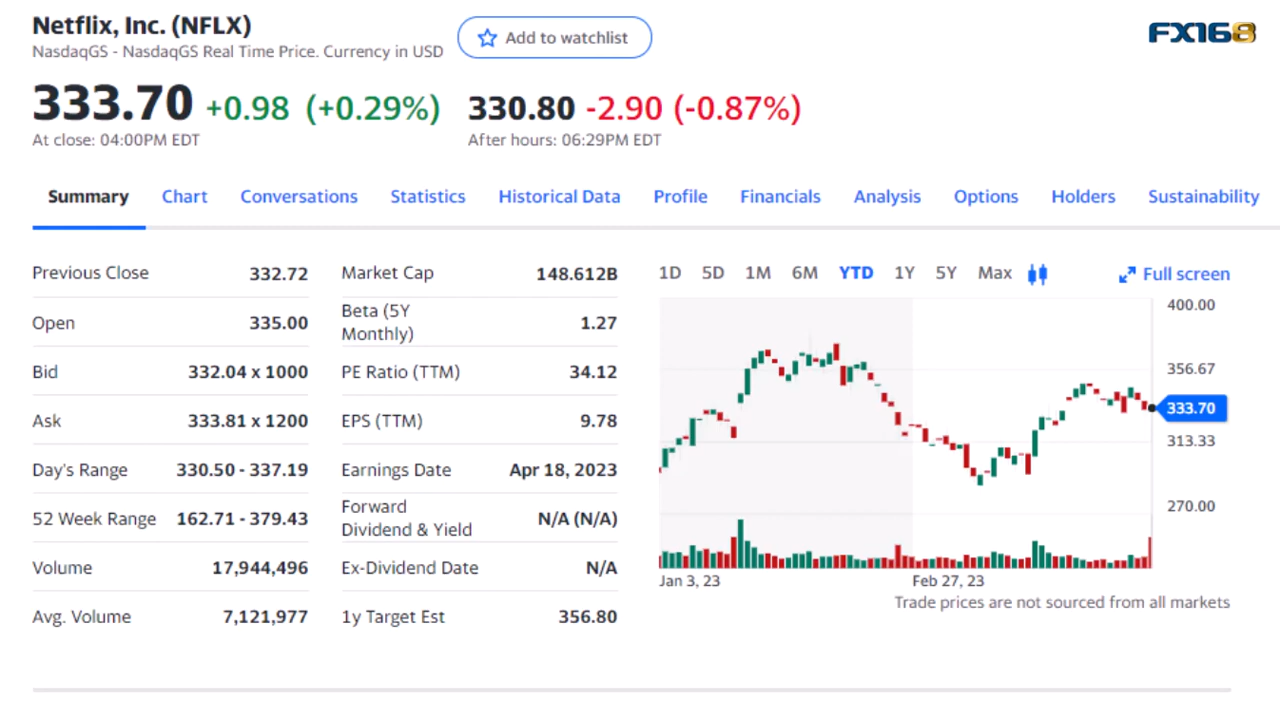 Netflix, Inc. (NFLX)
NasdaqGS - NasdaqGS Real Time Price. Currency in USD
Add to watchlist
FX168
333.70 +0.98 (+0.29%)
At close: 04:00PM EDT
330.80 -2.90 (-0.87%)
After hours: 06:29PM EDT
Summary Chart Conversations Statistics Historical Data Profile Financials Analysis Options Holders Sustainability
Previous Close 332.72
Open 335.00
Bid 332.04 x 1000
Ask 333.81 x 1200
Day's Range 330.50 - 337.19
52 Week Range 162.71 - 379.43
Volume 17,944,496
Avg. Volume 7,121,977
Market Cap 148.612B
Beta (5Y
Monthly) 1.27
PE Ratio (TTM) 34.12
EPS (TTM) 9.78
Earnings Date Apr 18, 2023
Forward
Dividend & Yield N/A (N/A)
Ex-Dividend Date N/A
1y Target Est 356.80
1D 5D 1M 6M YTD 1Y 5Y Max Full screen
400.00
356.67
333.70
313.33
270.00
Jan 3, 23 Feb 27, 23
Trade prices are not sourced from all markets